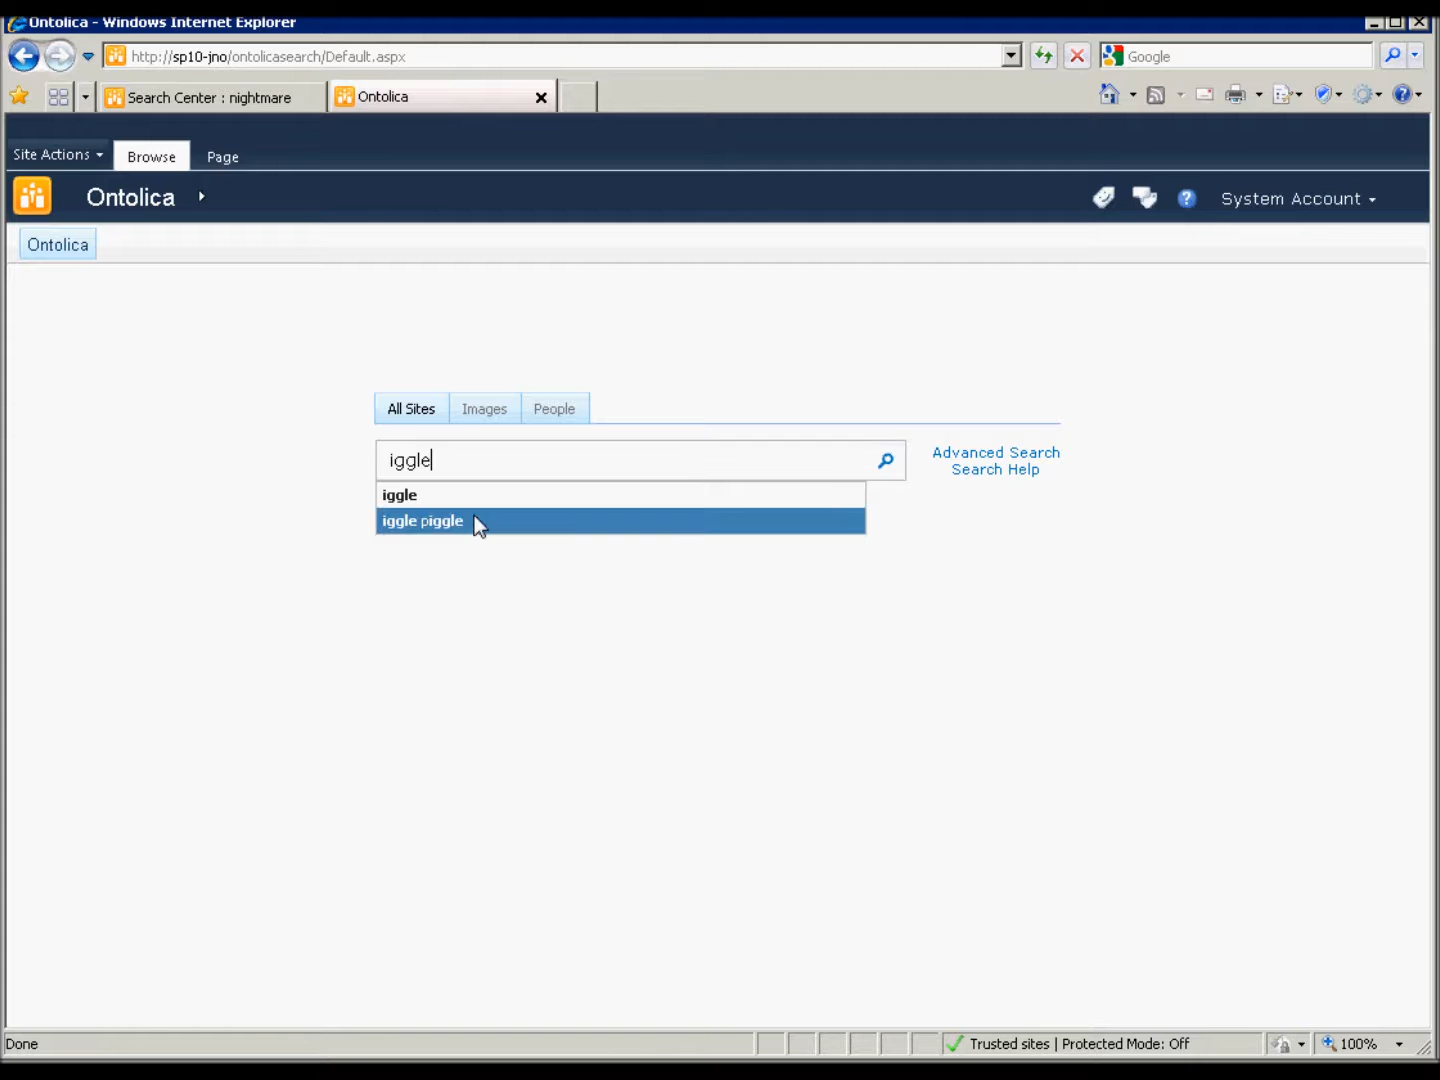 Ontolica - Windows Internet Explorer
http://sp10-jno/ontolicasearch/Default.aspx
Google
Search Center : nightmare
Ontolica
Site Actions
Browse
Page
Ontolica
System Account
Ontolica
All Sites
Images
People
iggle
Advanced Search
Search Help
iggle
iggle piggle
Done
Trusted sites | Protected Mode: Off
100%